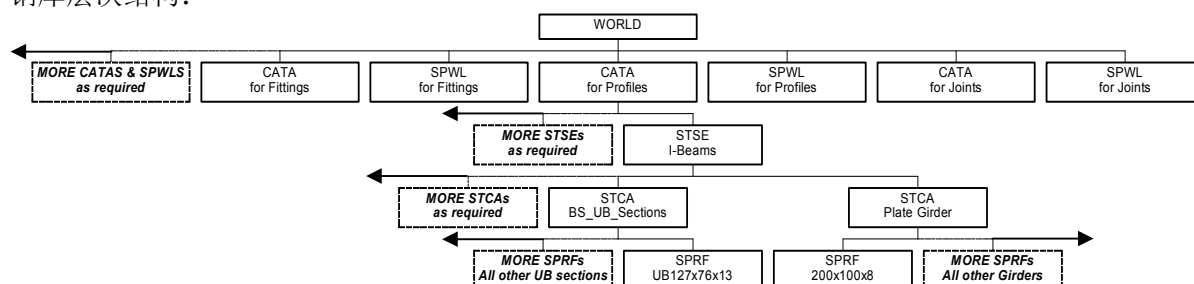 钢库层次结构:
WORLD
MORE CATAS & SPWLS
as required
CATA
for Fittings
SPWL
for Fittings
CATA
for Profiles
SPWL
for Profiles
CATA
for Joints
SPWL
for Joints
MORE STSEs
as required
STSE
I-Beams
MORE STCAs
as required
STCA
BS_UB_Sections
STCA
Plate Girder
MORE SPRFs
All other UB sections
SPRF
UB127x76x13
SPRF
200x100x8
MORE SPRFs
All other Girders